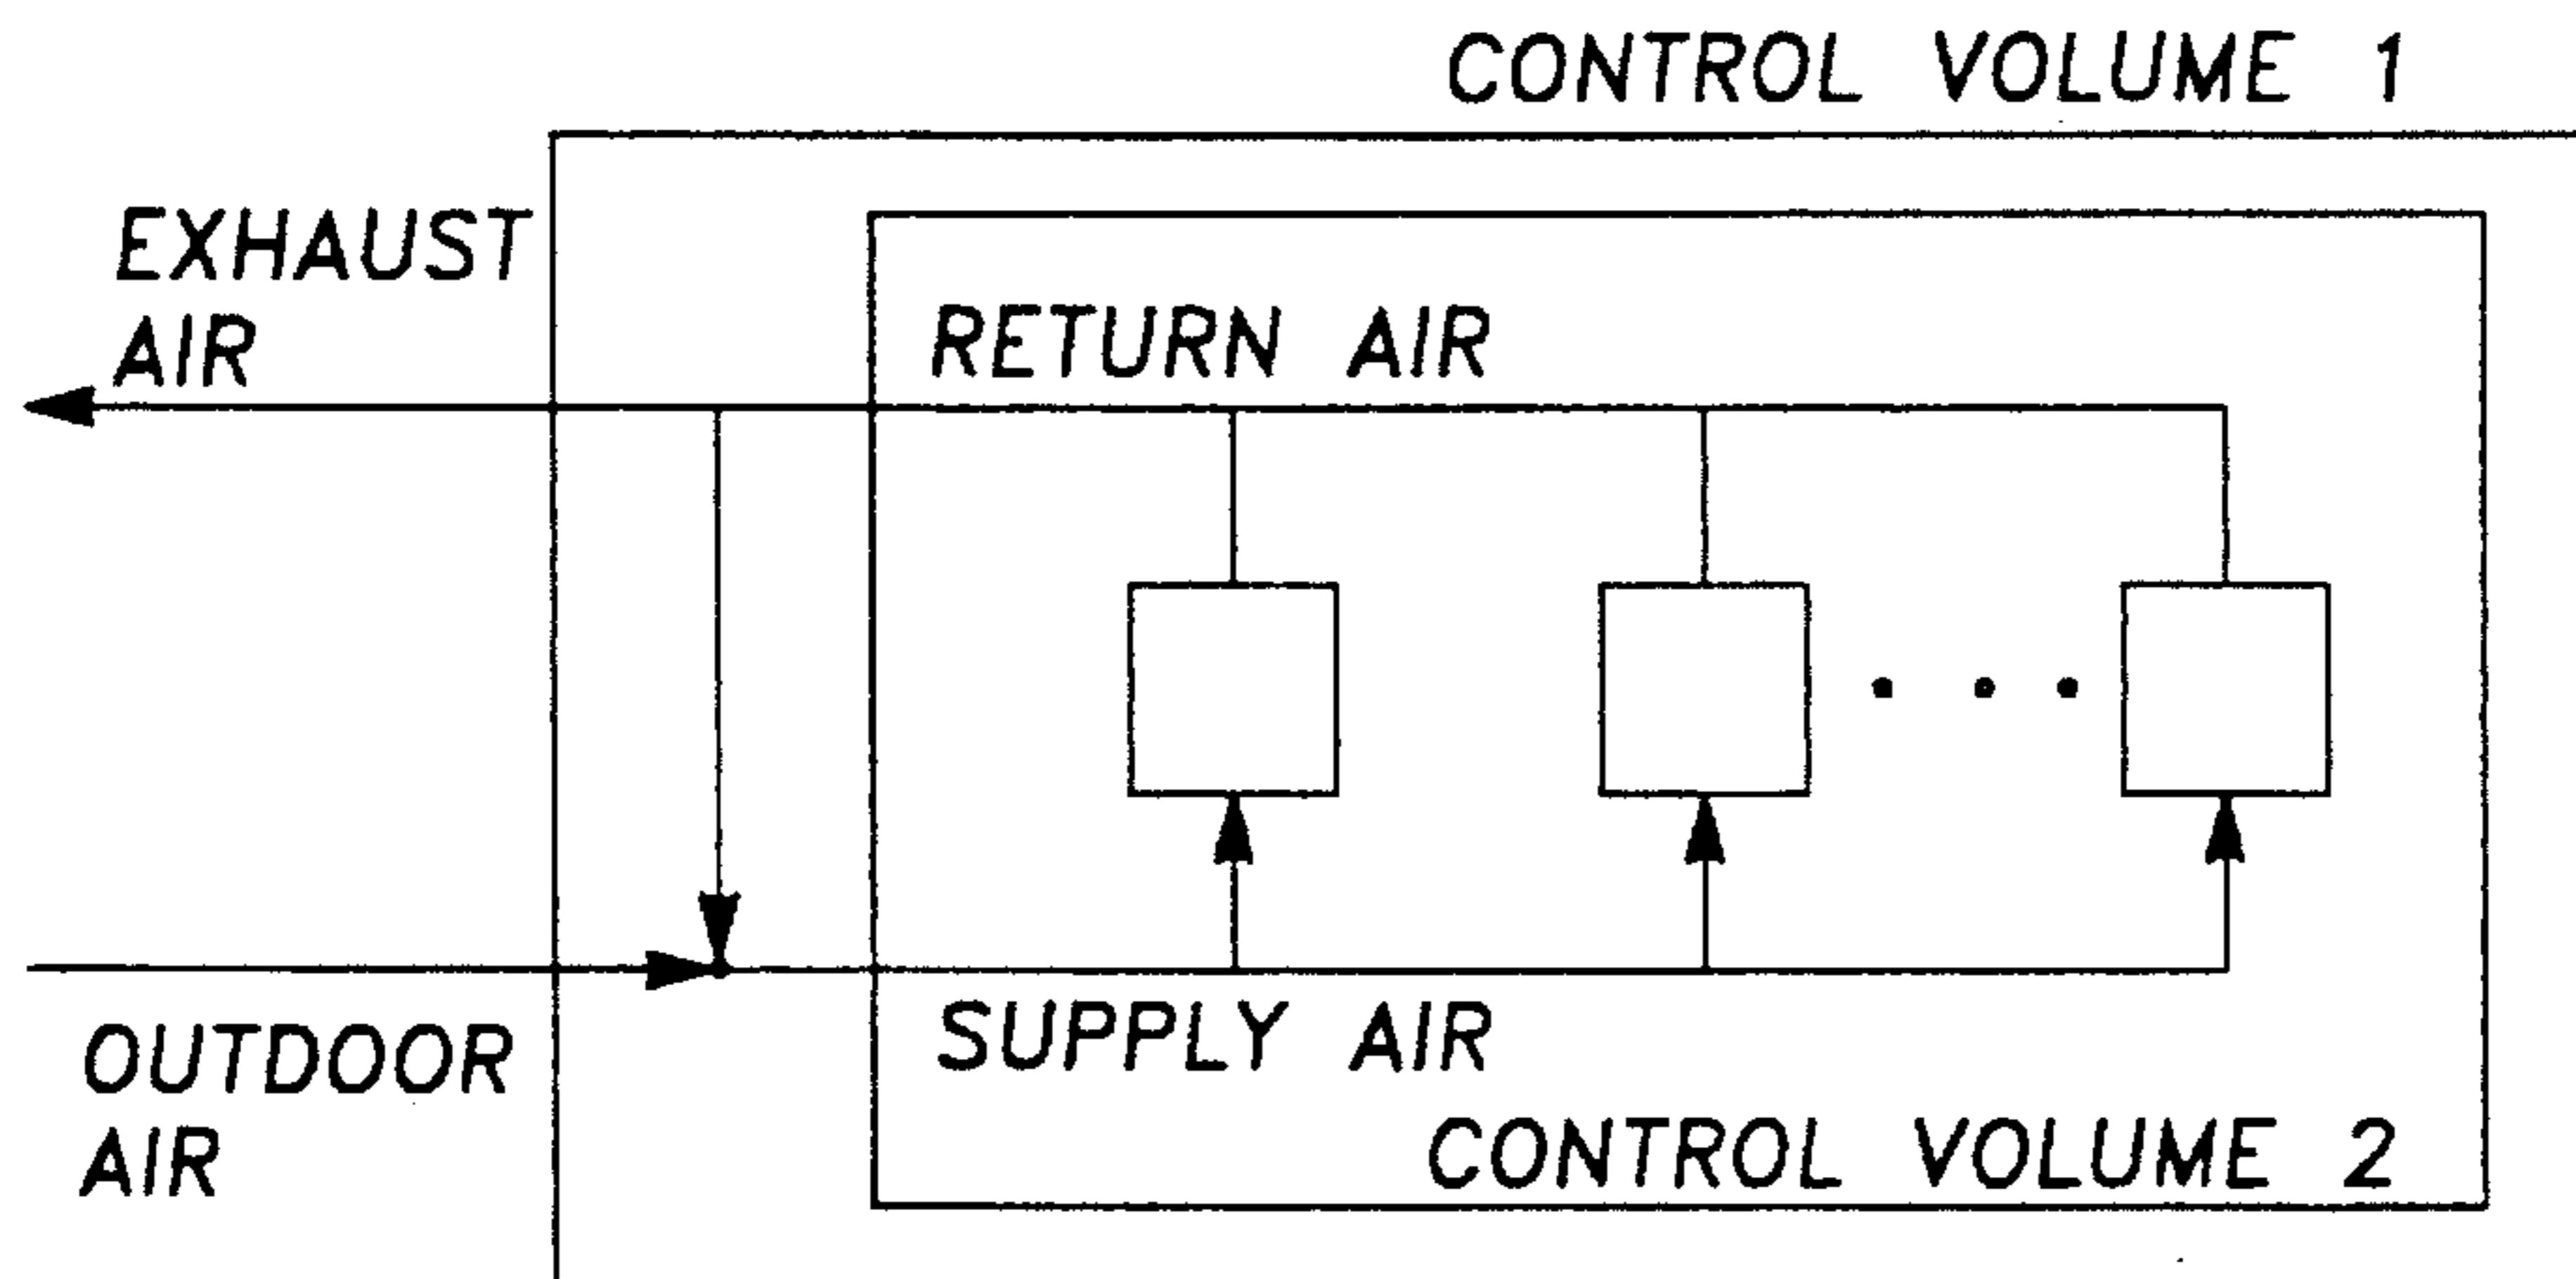 CONTROL VOLUME 1
EXHAUST
AIR
RETURN AIR
OUTDOOR
AIR
SUPPLY AIR
CONTROL VOLUME 2